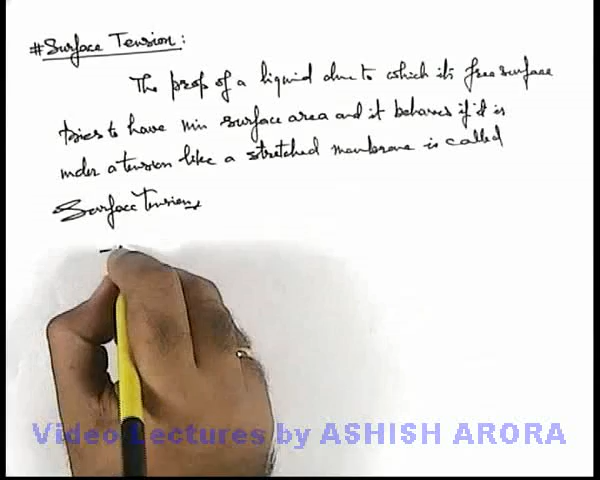 # Surface Tension :
The prop of a liquid due to which its free surface
tries to have min surface area and it behaves if it is
under a tension like a stretched membrane is called
Surface Tension
Video Lectures by ASHISH ARORA